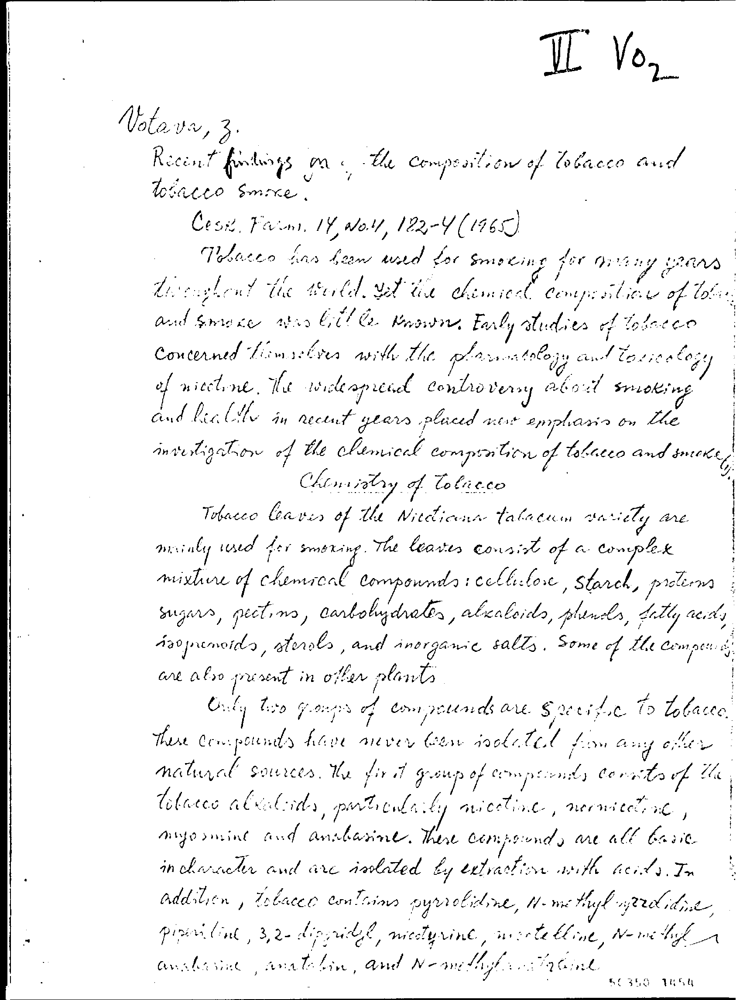 VI Vo2
Votava, Z.
Recent findings on the composition of tobacco and
tobacco smoke.
Cesk. Farm. 14, No.4, 182-4 (1965)
Tobacco has been used for smoking for many years
throughout the world. Yet the chemical composition of
and smoke was little known. Early studies of tobacco
concerned themselves with the pharmacology and toxicology
of nicotine. The widespread controversy about smoking
and health in recent years placed new emphasis on the
investigation of the chemical composition of tobacco and smoke
Chemistry of Tobacco
Tobacco leaves of the Nicotiana tabacum variety are
mainly used for smoking. The leaves consist of a complex
mixture of chemical compounds: cellulose, starch, proteins
sugars, pectins, carbohydrates, alkaloids, phenols, fatty acids,
isoprenoids, sterols, and inorganic salts. Some of the compounds
are also present in other plants
Only two groups of compounds are specific to tobacco.
These compounds have never been isolated from any other
natural sources. The first group of compounds consists of the
tobacco alkaloids, particularly nicotine, nornicotine,
myosmine and anabasine. These compounds are all basic
in character and are isolated by extraction with acids. In
addition, tobacco contains pyrrolidine, N-methylpyrrolidine,
piperidine, 3,2-dipyridyl, nicotyrine, nicotelline, N-methyl
anabasine, anatabin, and N-methylanatabine
50350 1454